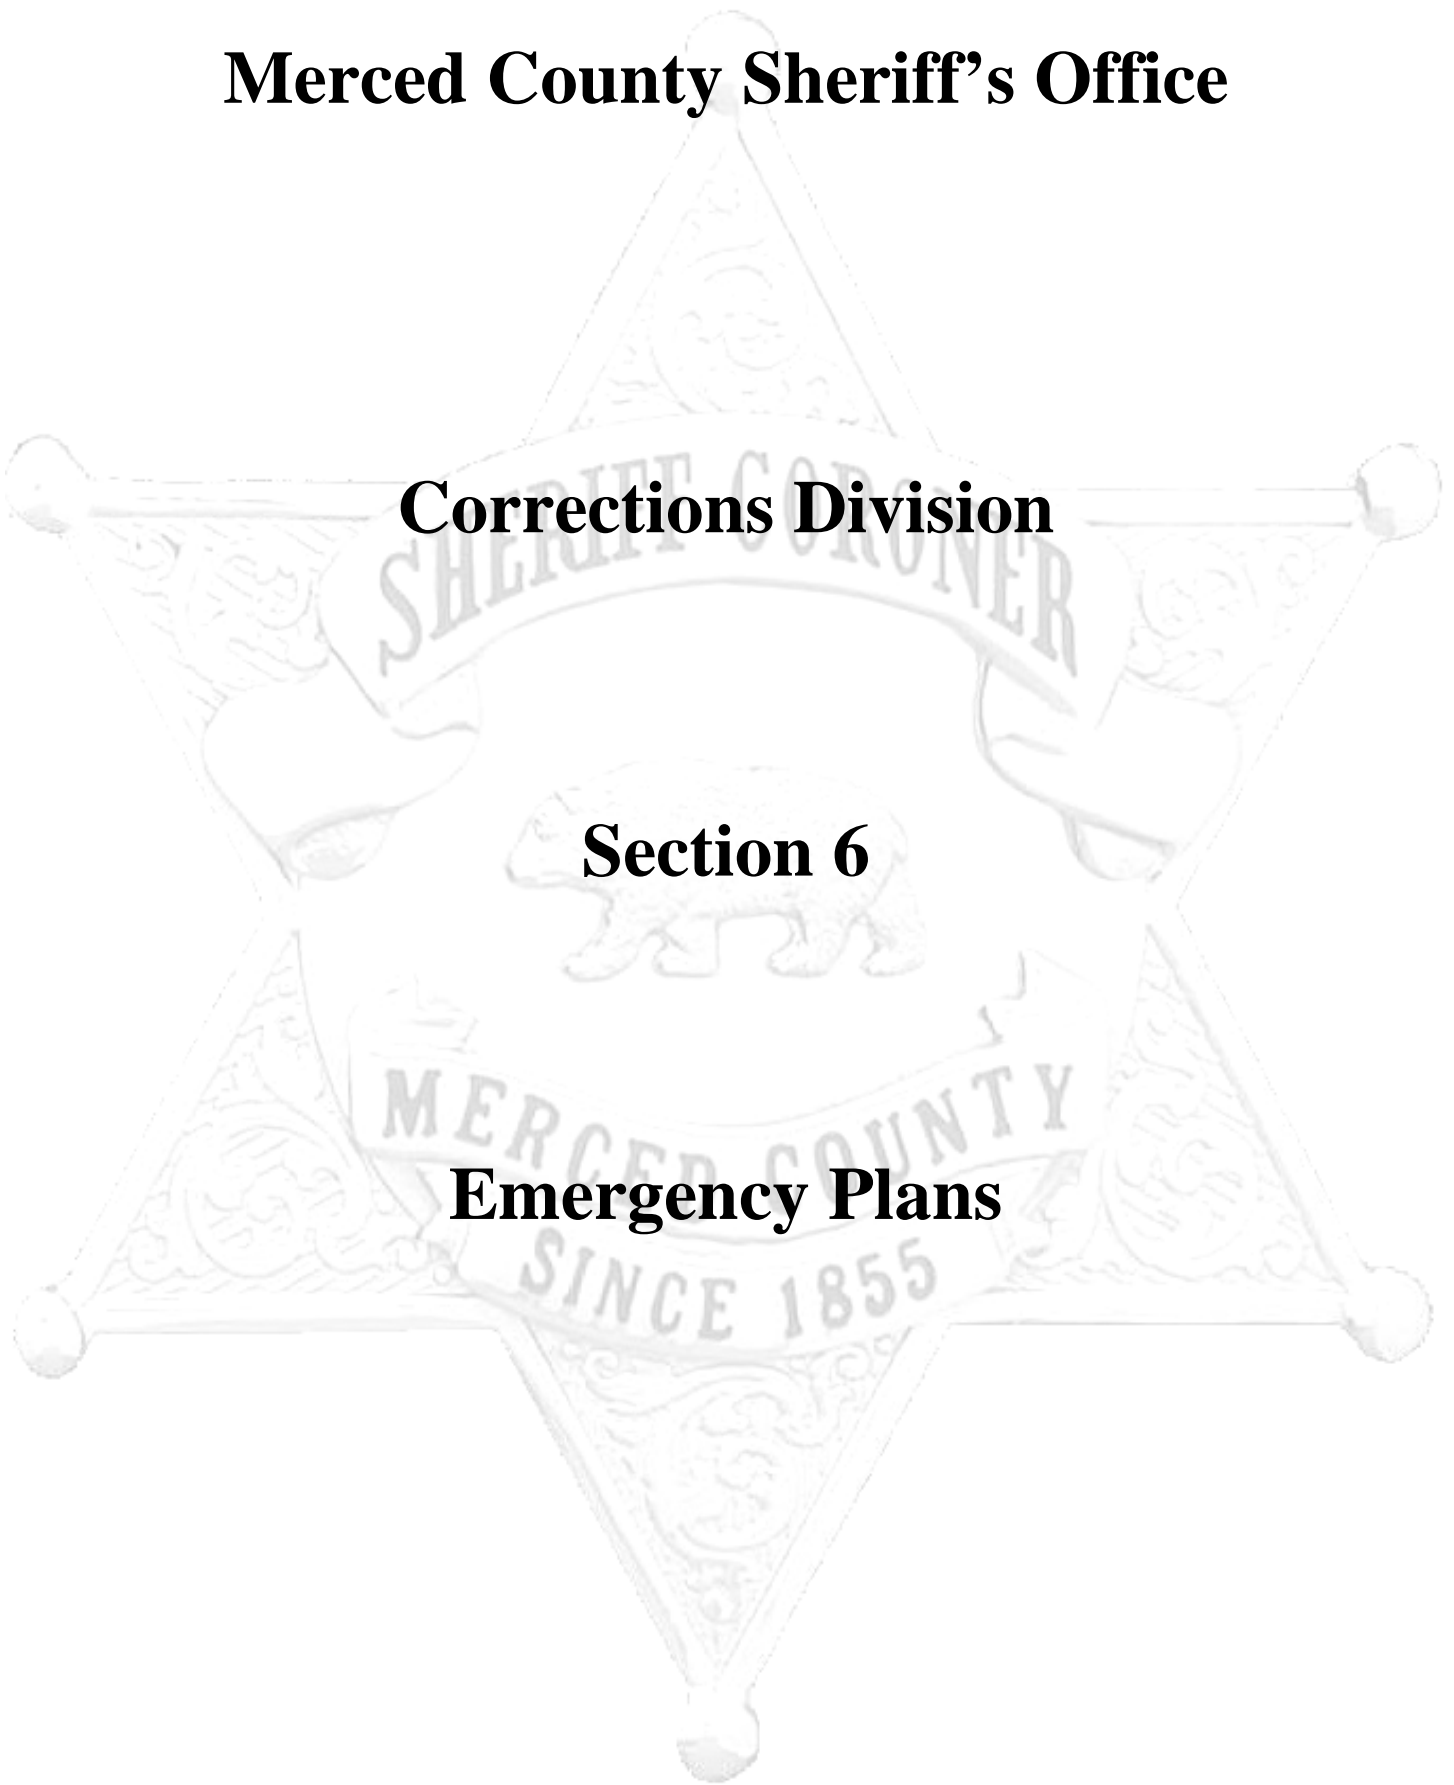 Merced County Sheriff’s Office
Corrections Division
SHERIFF CORONER
Section 6
MERCED COUNTY
Emergency Plans
SINCE 1855